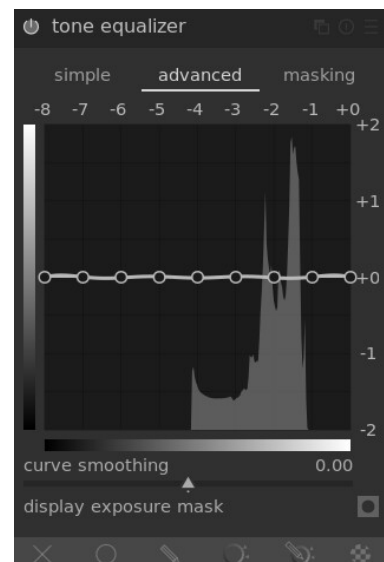 tone equalizer
simple advanced masking
-8 -7 -6 -5 -4 -3 -2 -1 +0
+2
+1
+0
-1
-2
curve smoothing 0.00
display exposure mask